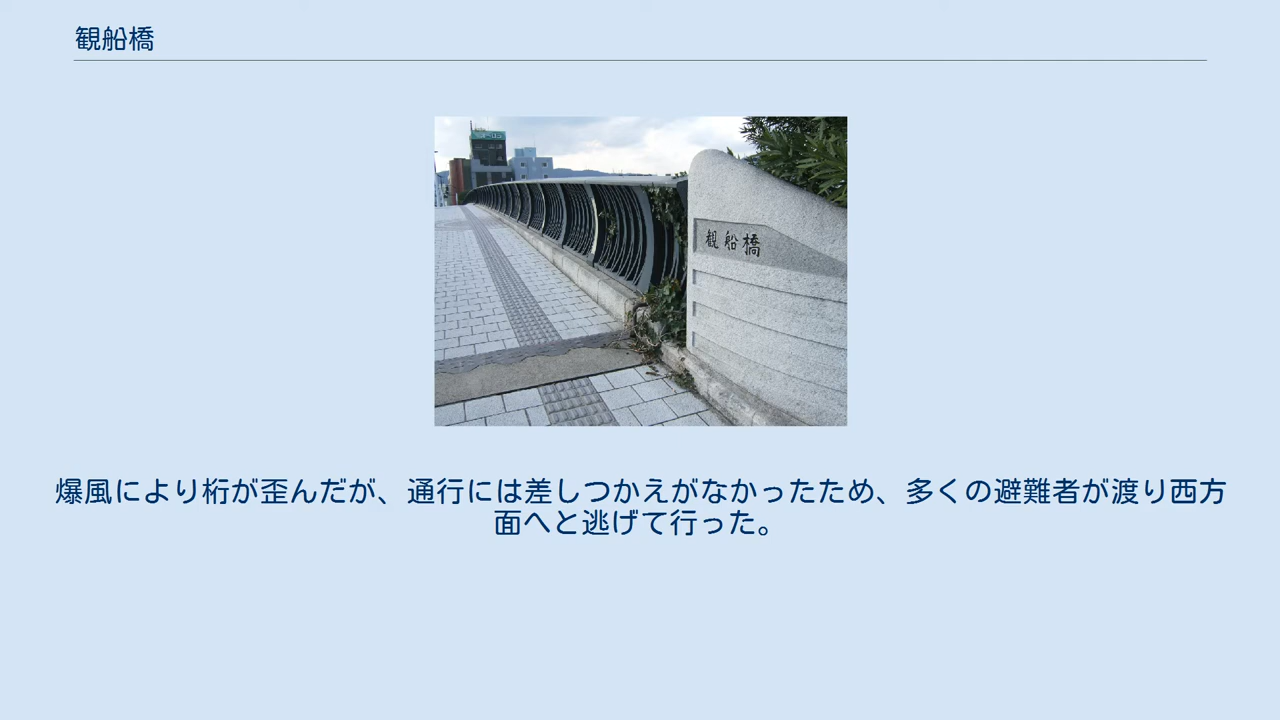 観船橋
観船橋
爆風により桁が歪んだが、通行には差しつかえがなかったため、多くの避難者が渡り西方
面へと逃げて行った。